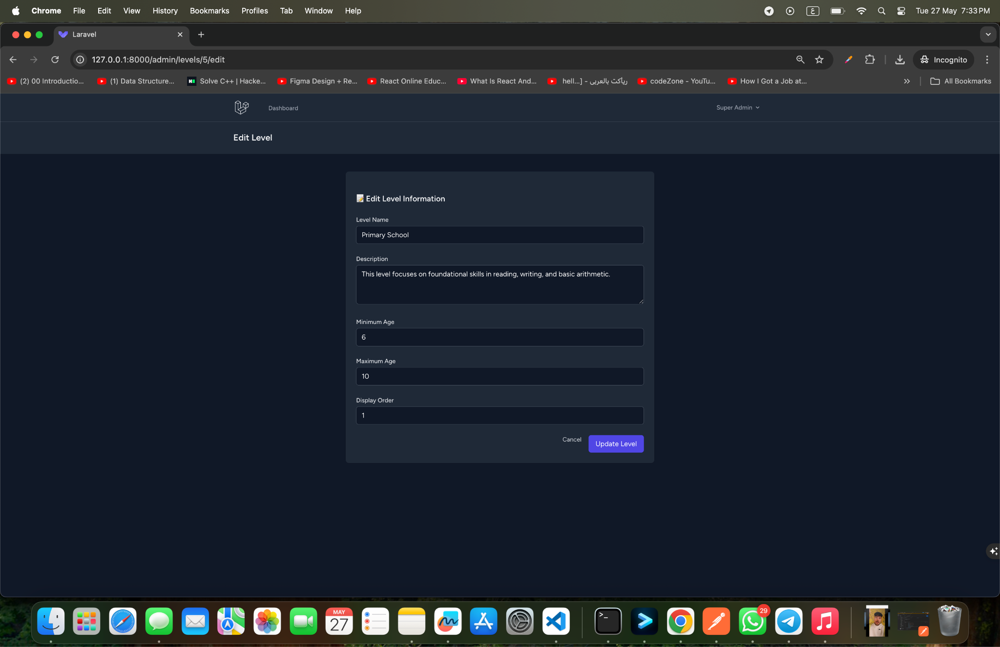 Chrome File Edit View History Bookmarks Profiles Tab Window Help ع Tue 27 May 7:33 PM
Laravel
127.0.0.1:8000/admin/levels/5/edit Incognito
(2) 00 Introductio... (1) Data Structure... Solve C++ | Hacke... Figma Design + Re... React Online Educ... What Is React And... hell...] - رياكت بالعربي codeZone - YouTu... How I Got a Job at... All Bookmarks
Dashboard Super Admin
Edit Level
📝 Edit Level Information
Level Name
Primary School
Description
This level focuses on foundational skills in reading, writing, and basic arithmetic.
Minimum Age
6
Maximum Age
10
Display Order
1
Cancel Update Level
MAY
27
29